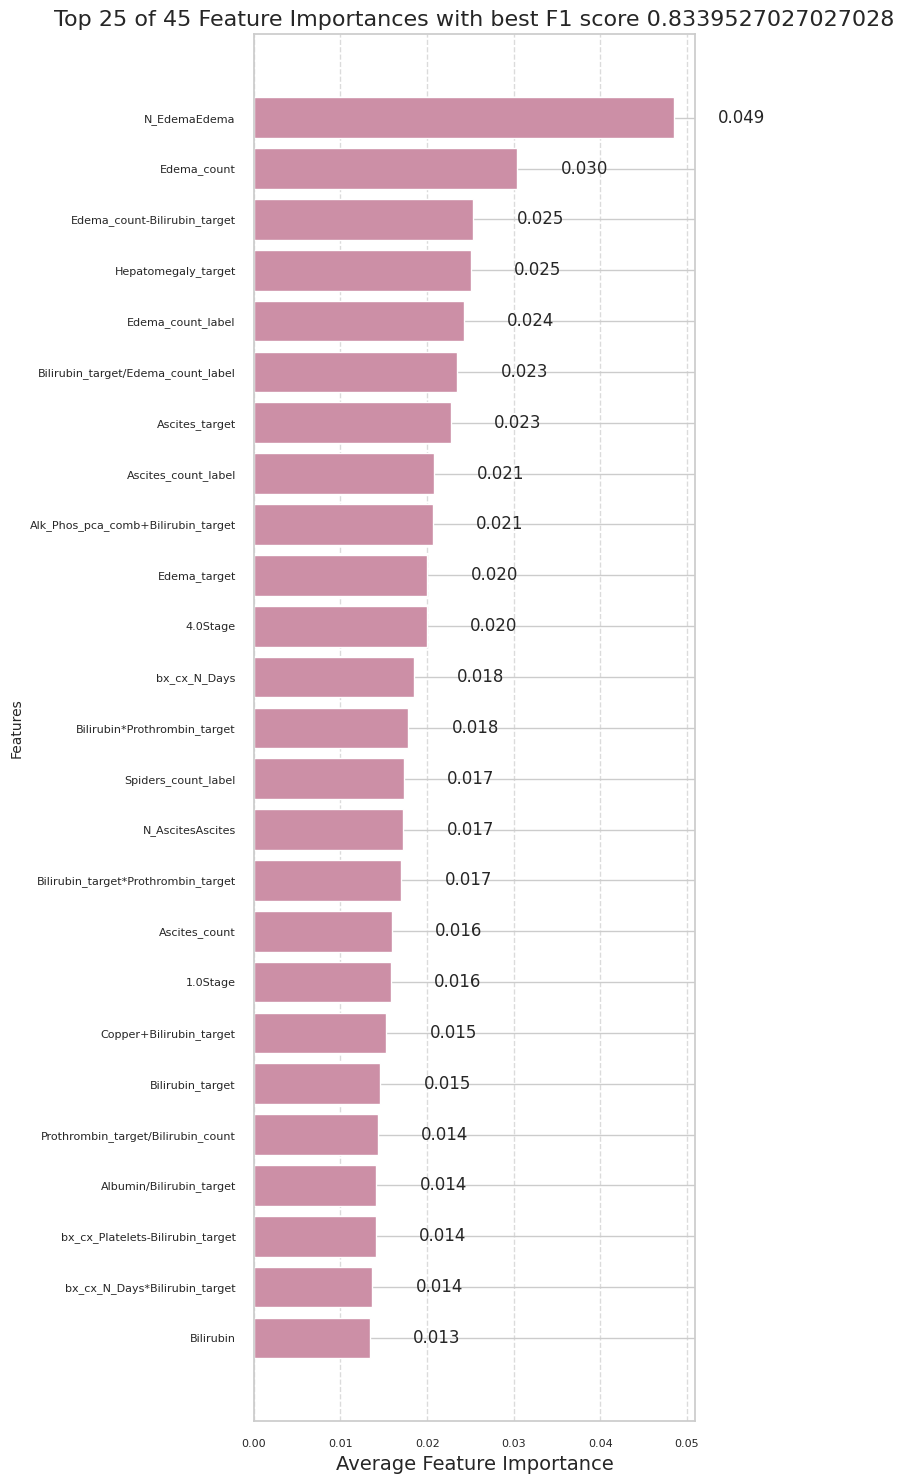 Top 25 of 45 Feature Importances with best F1 score 0.8339527027027028
N_EdemaEdema 0.049
Edema_count 0.030
Edema_count-Bilirubin_target 0.025
Hepatomegaly_target 0.025
Edema_count_label 0.024
Bilirubin_target/Edema_count_label 0.023
Ascites_target 0.023
Ascites_count_label 0.021
Alk_Phos_pca_comb+Bilirubin_target 0.021
Edema_target 0.020
4.0Stage 0.020
bx_cx_N_Days 0.018
Bilirubin*Prothrombin_target 0.018
Spiders_count_label 0.017
N_AscitesAscites 0.017
Bilirubin_target*Prothrombin_target 0.017
Ascites_count 0.016
1.0Stage 0.016
Copper+Bilirubin_target 0.015
Bilirubin_target 0.015
Prothrombin_target/Bilirubin_count 0.014
Albumin/Bilirubin_target 0.014
bx_cx_Platelets-Bilirubin_target 0.014
bx_cx_N_Days*Bilirubin_target 0.014
Bilirubin 0.013
Features
0.00 0.01 0.02 0.03 0.04 0.05
Average Feature Importance